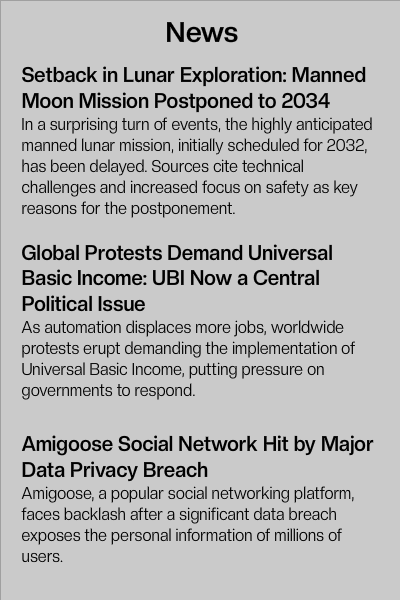 News
Setback in Lunar Exploration: Manned
Moon Mission Postponed to 2034
In a surprising turn of events, the highly anticipated
manned lunar mission, initially scheduled for 2032,
has been delayed. Sources cite technical
challenges and increased focus on safety as key
reasons for the postponement.
Global Protests Demand Universal
Basic Income: UBI Now a Central
Political Issue
As automation displaces more jobs, worldwide
protests erupt demanding the implementation of
Universal Basic Income, putting pressure on
governments to respond.
Amigoose Social Network Hit by Major
Data Privacy Breach
Amigoose, a popular social networking platform,
faces backlash after a significant data breach
exposes the personal information of millions of
users.